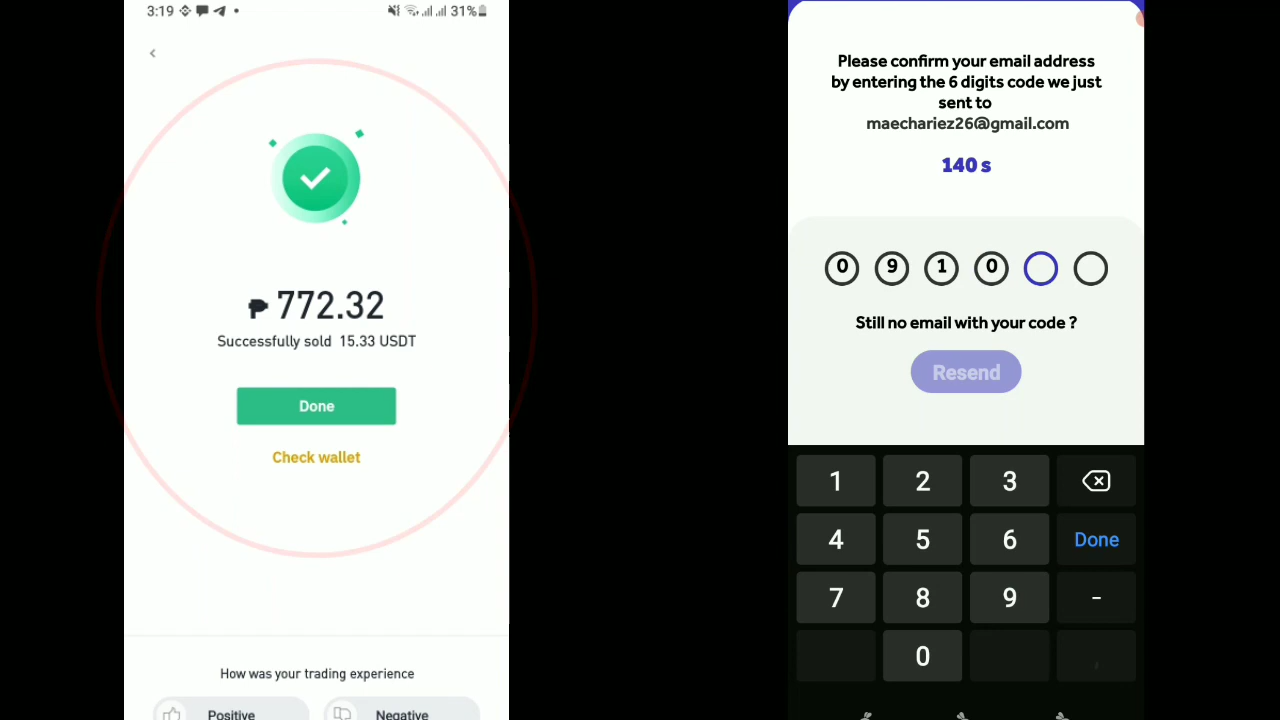 3:19
31%
₱ 772.32
Successfully sold 15.33 USDT
Done
Check wallet
How was your trading experience
Positive
Negative
Please confirm your email address
by entering the 6 digits code we just
sent to
maechariez26@gmail.com
140 s
0 9 1 0
Still no email with your code ?
Resend
1 2 3
4 5 6 Done
7 8 9 -
0 ,